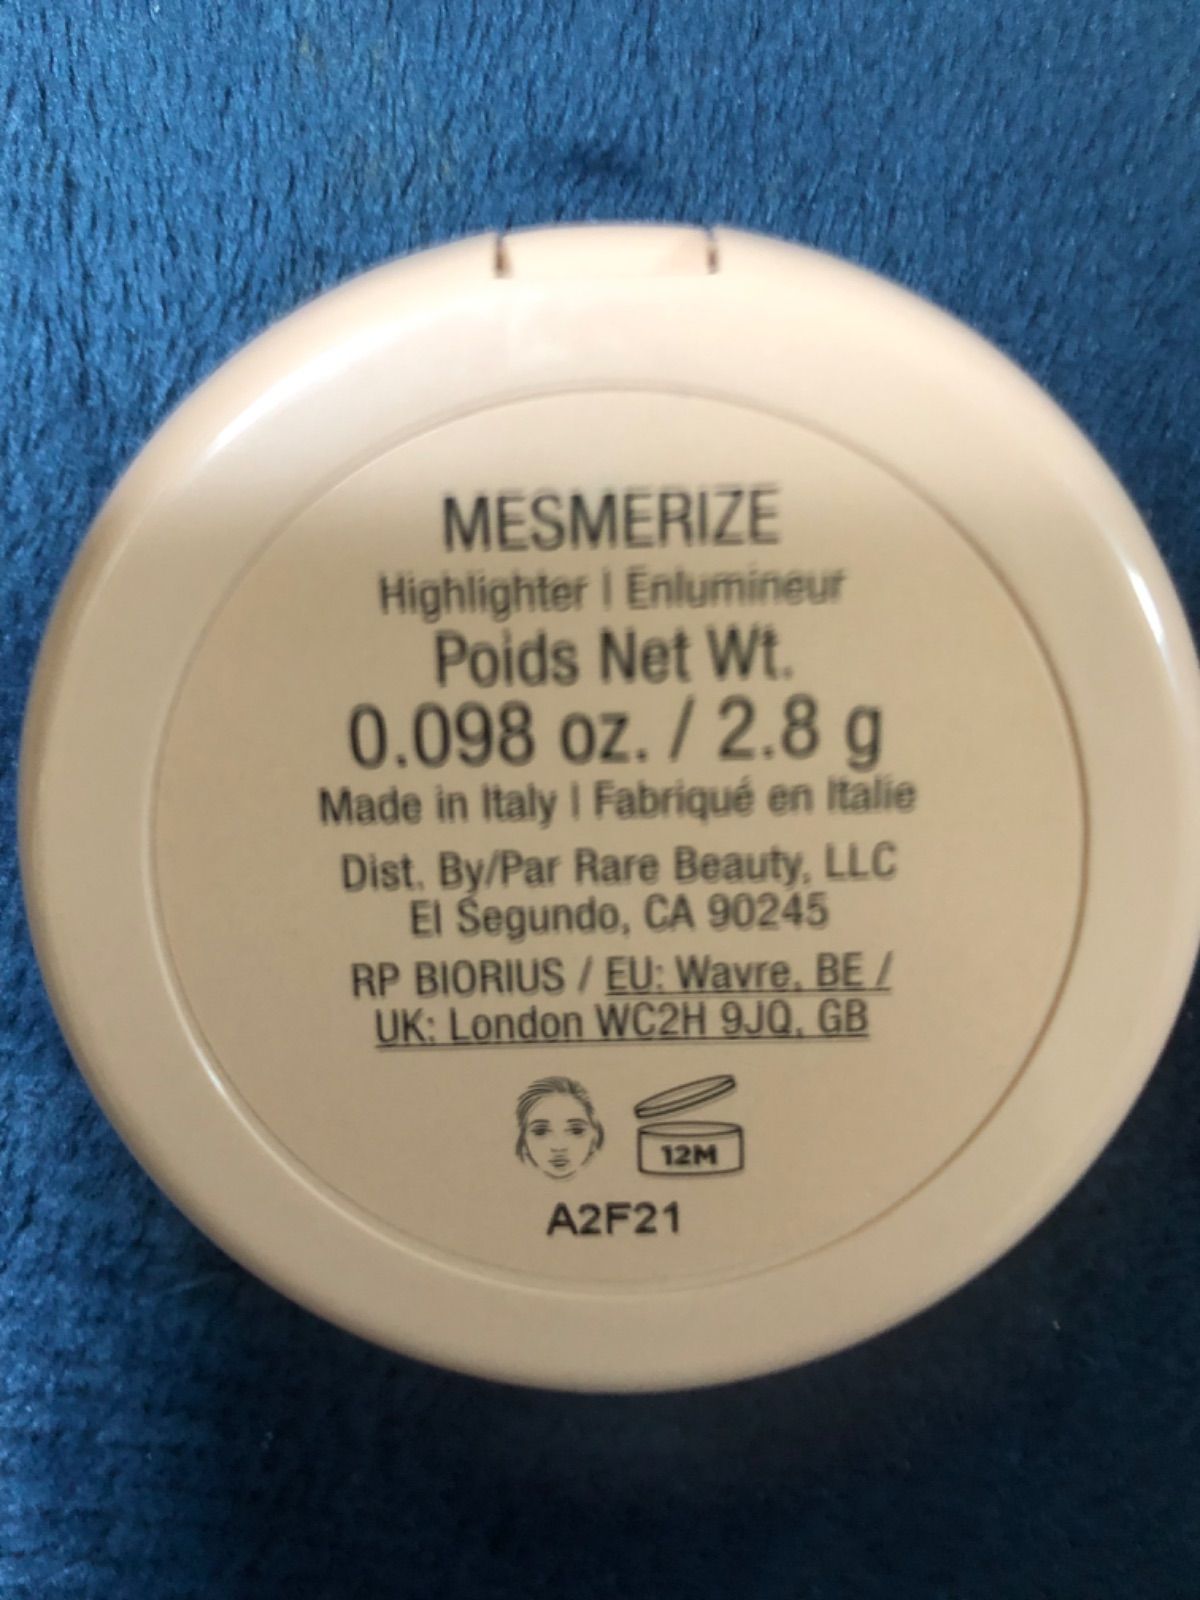 MESMERIZE
Highlighter | Enlumineur
Poids Net Wt.
0.098 oz. / 2.8 g
Made in Italy | Fabriqué en Italie
Dist. By/Par Rare Beauty, LLC
El Segundo, CA 90245
RP BIORIUS / EU: Wavre, BE /
UK: London WC2H 9JQ, GB
12M
A2F21